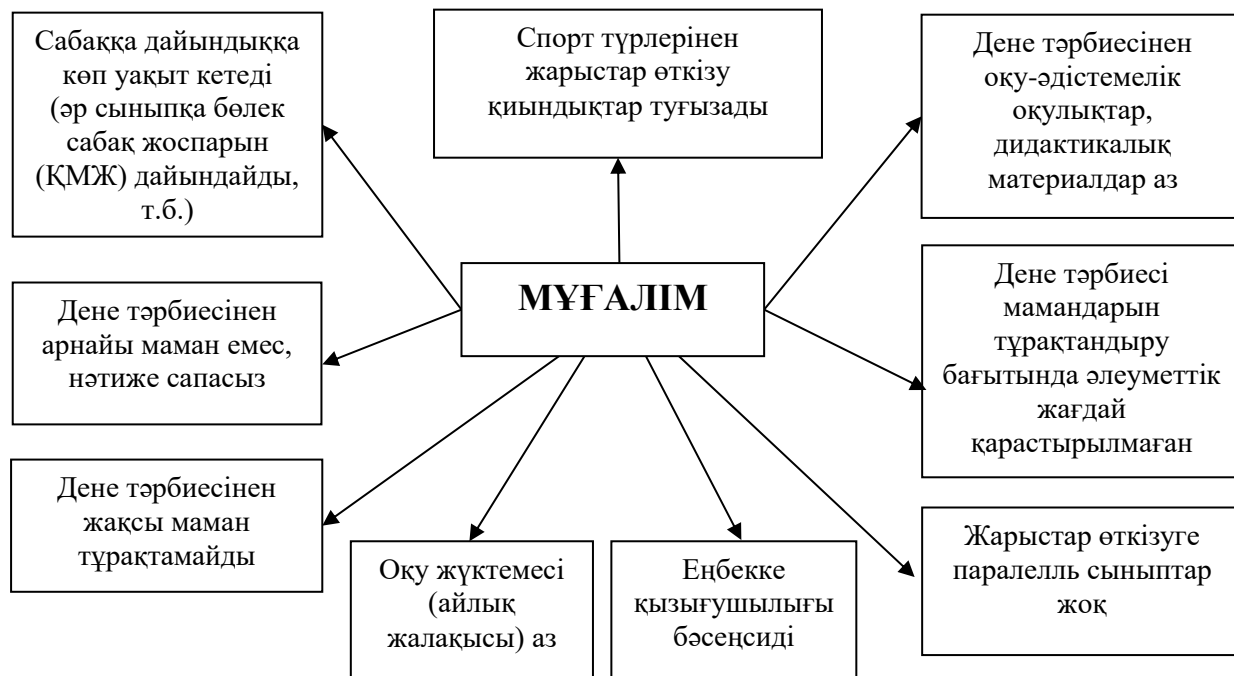 Сабаққа дайындыққа
көп уақыт кетеді
(әр сыныпқа бөлек
сабақ жоспарын
(ҚМЖ) дайындайды,
т.б.)
Спорт түрлерінен
жарыстар өткізу
қиындықтар туғызады
Дене тәрбиесінен
оқу-әдістемелік
оқулықтар,
дидактикалық
материалдар аз
МҰҒАЛІМ
Дене тәрбиесінен
арнайы маман емес,
нәтиже сапасыз
Дене тәрбиесі
мамандарын
тұрақтандыру
бағытында әлеуметтік
жағдай
қарастырылмаған
Дене тәрбиесінен
жақсы маман
тұрақтамайды
Оқу жүктемесі
(айлық
жалақысы) аз
Еңбекке
қызығушылығы
бәсеңсиді
Жарыстар өткізуге
паралелль сыныптар
жоқ